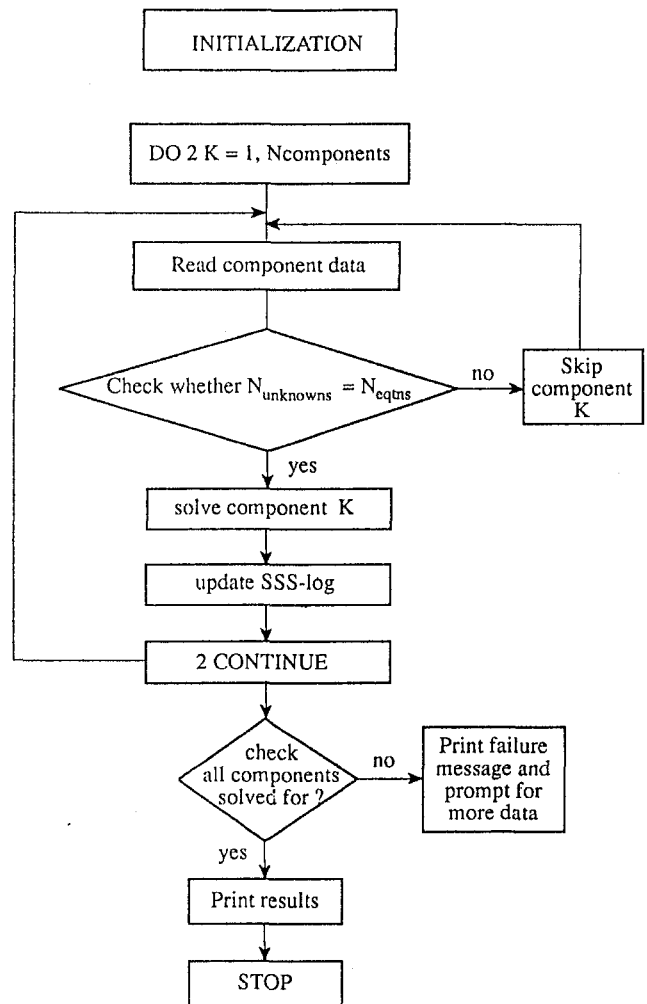 INITIALIZATION
DO 2 K = 1, Ncomponents
Read component data
Check whether N_unknowns = N_eqtns
no
Skip
component
K
yes
solve component K
update SSS-log
2 CONTINUE
check
all components
solved for ?
no
Print failure
message and
prompt for
more data
yes
Print results
STOP